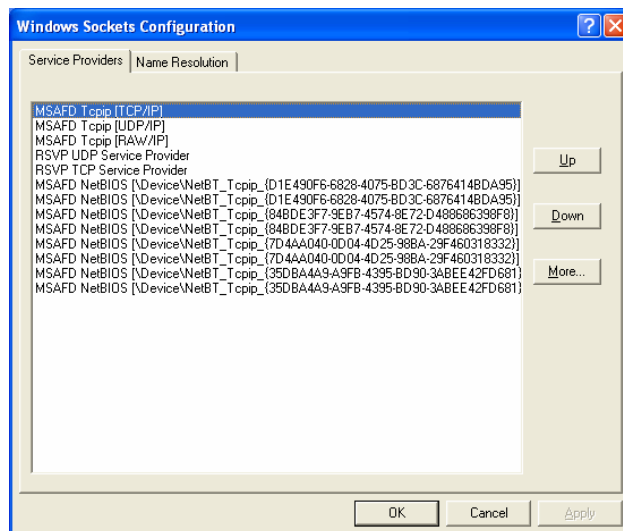 Windows Sockets Configuration
Service Providers
Name Resolution
MSAFD Tcpip [TCP/IP]
MSAFD Tcpip [UDP/IP]
MSAFD Tcpip [RAW/IP]
RSVP UDP Service Provider
RSVP TCP Service Provider
MSAFD NetBIOS [\Device\NetBT_Tcpip_{D1E490F6-6828-4075-BD3C-6876414BDA95}]
MSAFD NetBIOS [\Device\NetBT_Tcpip_{D1E490F6-6828-4075-BD3C-6876414BDA95}]
MSAFD NetBIOS [\Device\NetBT_Tcpip_{84BDE3F7-9EB7-4574-8E72-D488686398F8}]
MSAFD NetBIOS [\Device\NetBT_Tcpip_{84BDE3F7-9EB7-4574-8E72-D488686398F8}]
MSAFD NetBIOS [\Device\NetBT_Tcpip_{7D4AA040-0D04-4D25-98BA-29F460318332}]
MSAFD NetBIOS [\Device\NetBT_Tcpip_{7D4AA040-0D04-4D25-98BA-29F460318332}]
MSAFD NetBIOS [\Device\NetBT_Tcpip_{35DBA4A9-A9FB-4395-BD90-3ABEE42FD681}
MSAFD NetBIOS [\Device\NetBT_Tcpip_{35DBA4A9-A9FB-4395-BD90-3ABEE42FD681}
Up
Down
More...
OK
Cancel
Apply